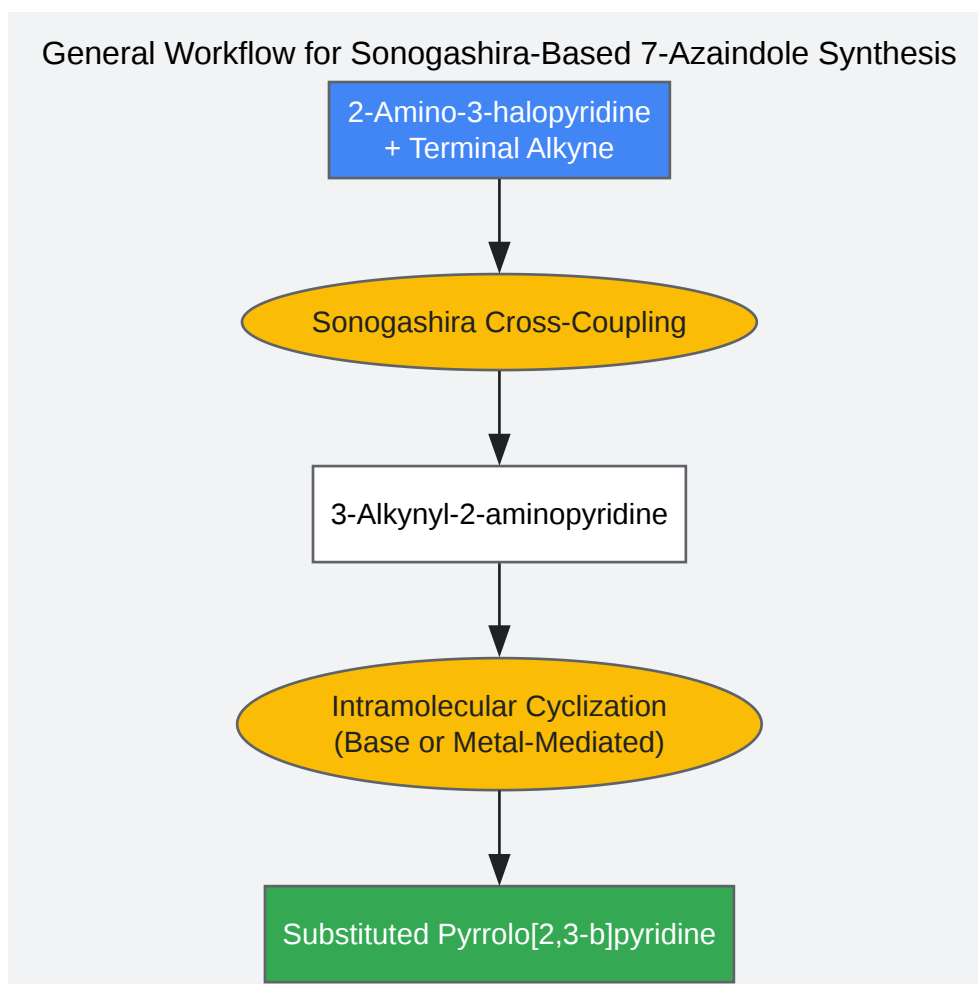 General Workflow for Sonogashira-Based 7-Azaindole Synthesis
2-Amino-3-halopyridine
+ Terminal Alkyne
Sonogashira Cross-Coupling
3-Alkynyl-2-aminopyridine
Intramolecular Cyclization
(Base or Metal-Mediated)
Substituted Pyrrolo[2,3-b]pyridine